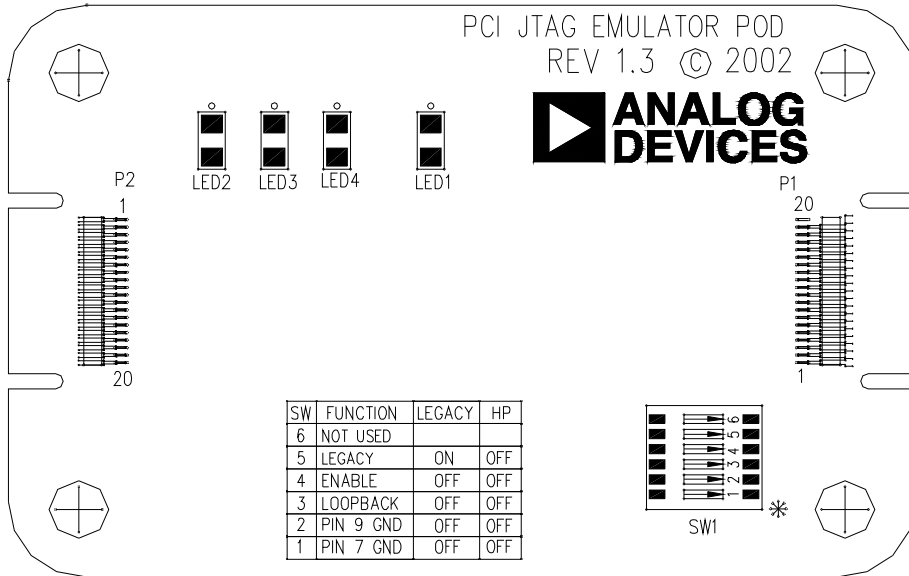 PCI JTAG EMULATOR POD
REV 1.3 © 2002
ANALOG
DEVICES
LED2 LED3 LED4 LED1
P2
1
20
P1
20
1
SW FUNCTION LEGACY HP
6 NOT USED
5 LEGACY ON OFF
4 ENABLE OFF OFF
3 LOOPBACK OFF OFF
2 PIN 9 GND OFF OFF
1 PIN 7 GND OFF OFF
6
5
4
3
2
1
SW1